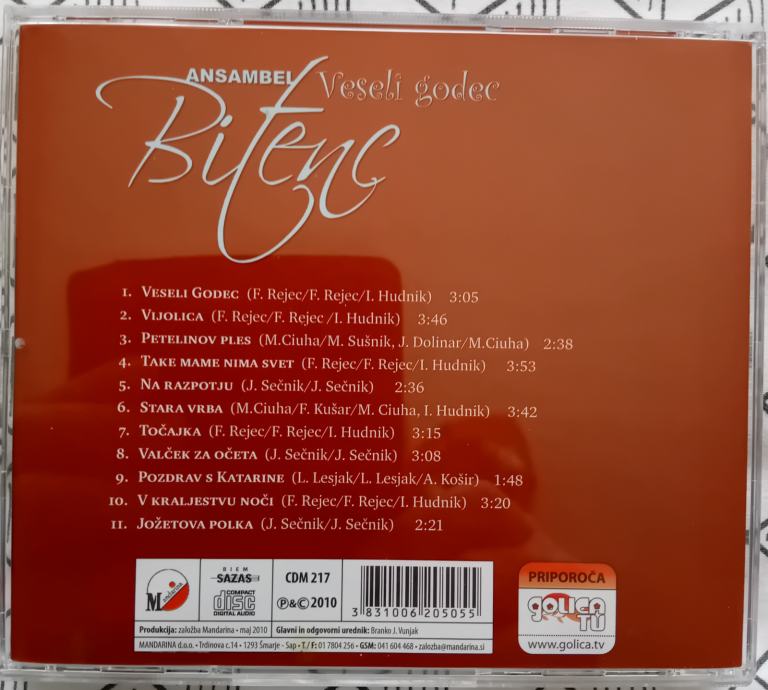 ANSAMBEL Veseli godec
Bitenc
1. VESELI GODEC (F. Rejec/F. Rejec/I. Hudnik) 3:05
2. VIJOLICA (F. Rejec/F. Rejec /I. Hudnik) 3:46
3. PETELINOV PLES (M.Ciuha/M. Sušnik, J. Dolinar/M.Ciuha) 2:38
4. TAKE MAME NIMA SVET (F. Rejec/F. Rejec/I. Hudnik) 3:53
5. NA RAZPOTJU (J. Sečnik/J. Sečnik) 2:36
6. STARA VRBA (M.Ciuha/F. Kušar/M. Ciuha, I. Hudnik) 3:42
7. TOČAJKA (F. Rejec/F. Rejec/I. Hudnik) 3:15
8. VALČEK ZA OČETA (J. Sečnik/J. Sečnik) 3:08
9. POZDRAV S KATARINE (L. Lesjak/L. Lesjak/A. Košir) 1:48
10. V KRALJESTVU NOČI (F. Rejec/F. Rejec/I. Hudnik) 3:20
11. JOŽETOVA POLKA (J. Sečnik/J. Sečnik) 2:21
Mandarina
BIEM
SAZAS
COMPACT
disc
DIGITAL AUDIO
CDM 217
℗&© 2010
3 831006 205055
Produkcija: založba Mandarina • maj 2010 Glavni in odgovorni urednik: Branko J. Vunjak
MANDARINA d.o.o. • Trdinova c.14 • 1293 Šmarje - Sap • T./ F: 01 7804 256 • GSM: 041 604 468 • zalozba@mandarina.si
PRIPOROČA
GOLICA
TV
www.golica.tv